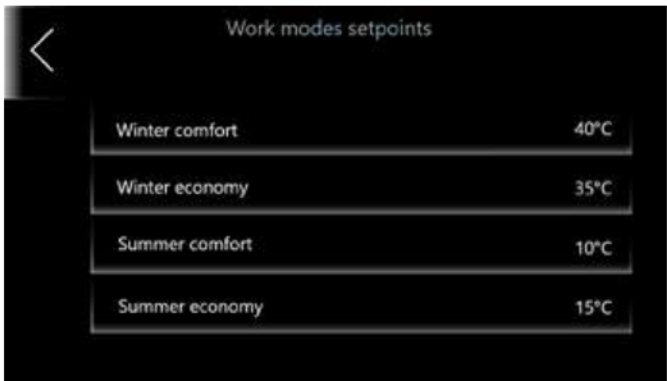 Work modes setpoints
Winter comfort 40°C
Winter economy 35°C
Summer comfort 10°C
Summer economy 15°C